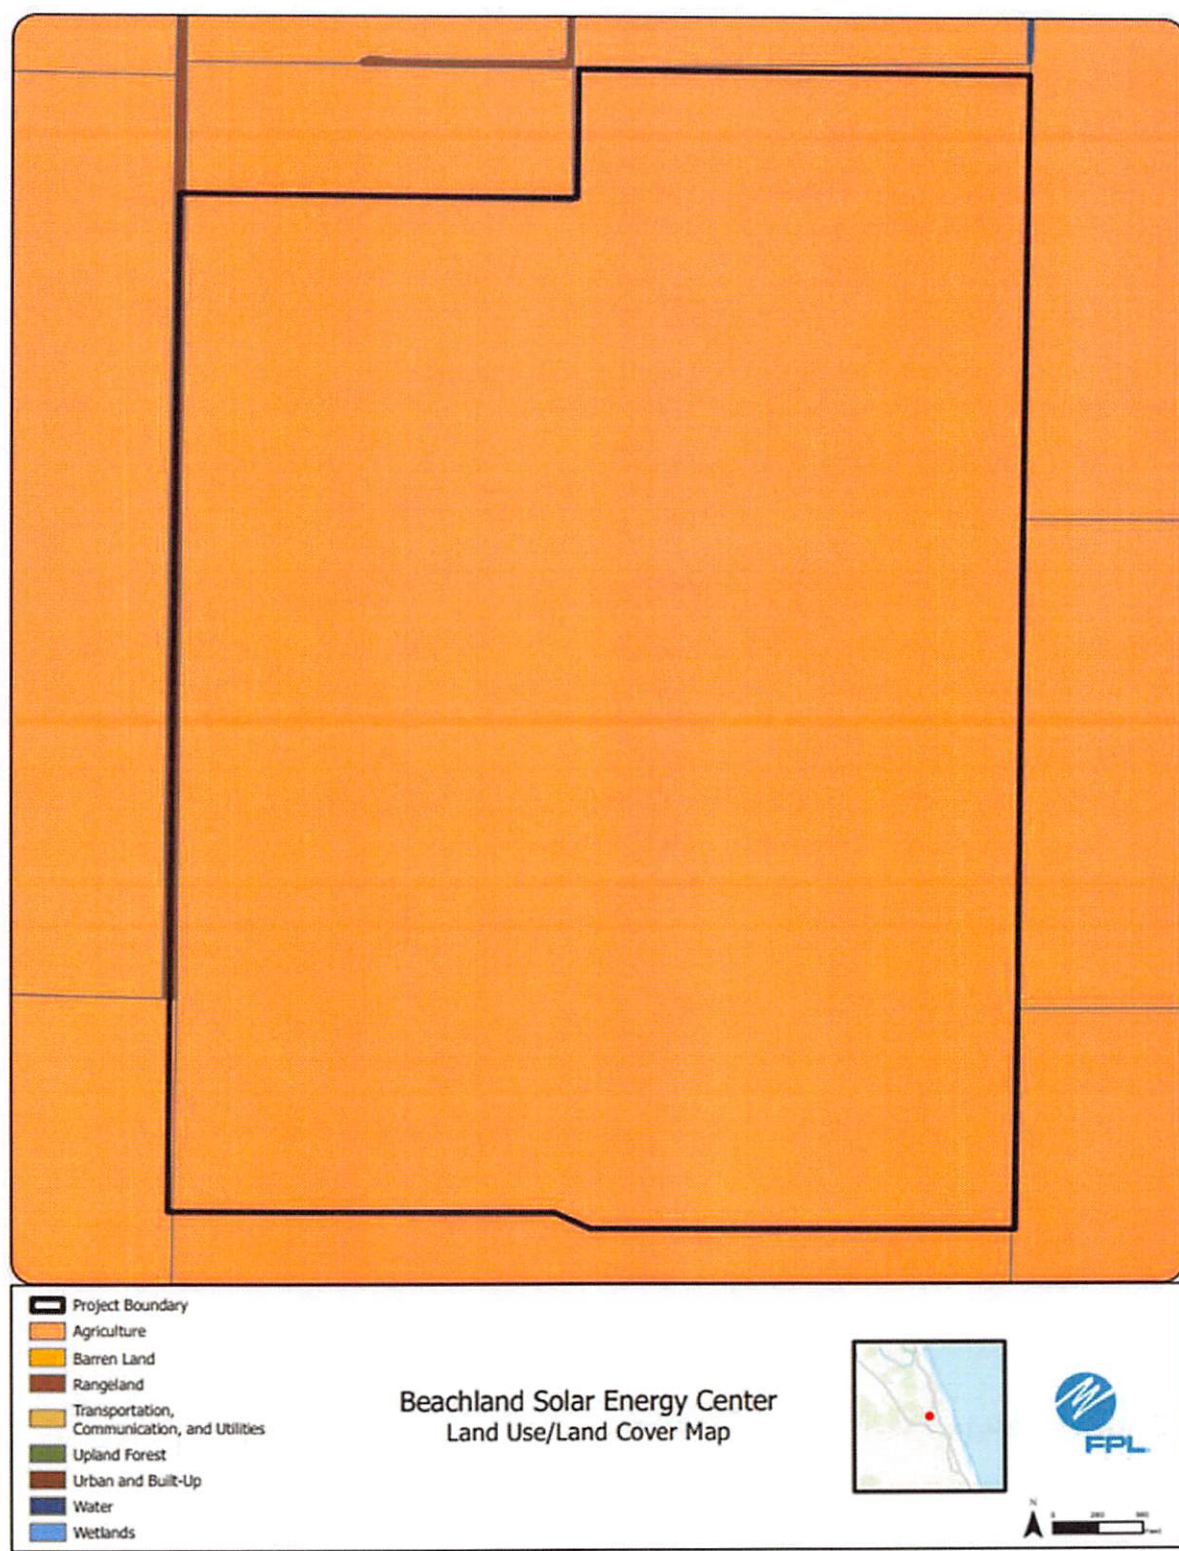 Project Boundary
Agriculture
Barren Land
Rangeland
Transportation,
Communication, and Utilities
Upland Forest
Urban and Built-Up
Water
Wetlands
Beachland Solar Energy Center
Land Use/Land Cover Map
FPL
N
0